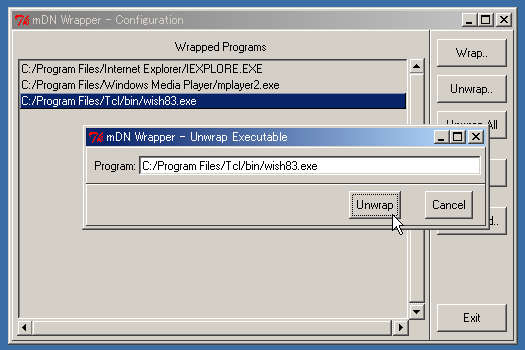 mDN Wrapper - Configuration
Wrapped Programs
C:/Program Files/Internet Explorer/IEXPLORE.EXE
C:/Program Files/Windows Media Player/mplayer2.exe
C:/Program Files/Tcl/bin/wish83.exe
Wrap..
Unwrap..
Unwrap All
mDN Wrapper - Unwrap Executable
Program: C:/Program Files/Tcl/bin/wish83.exe
Unwrap
Cancel
Exit